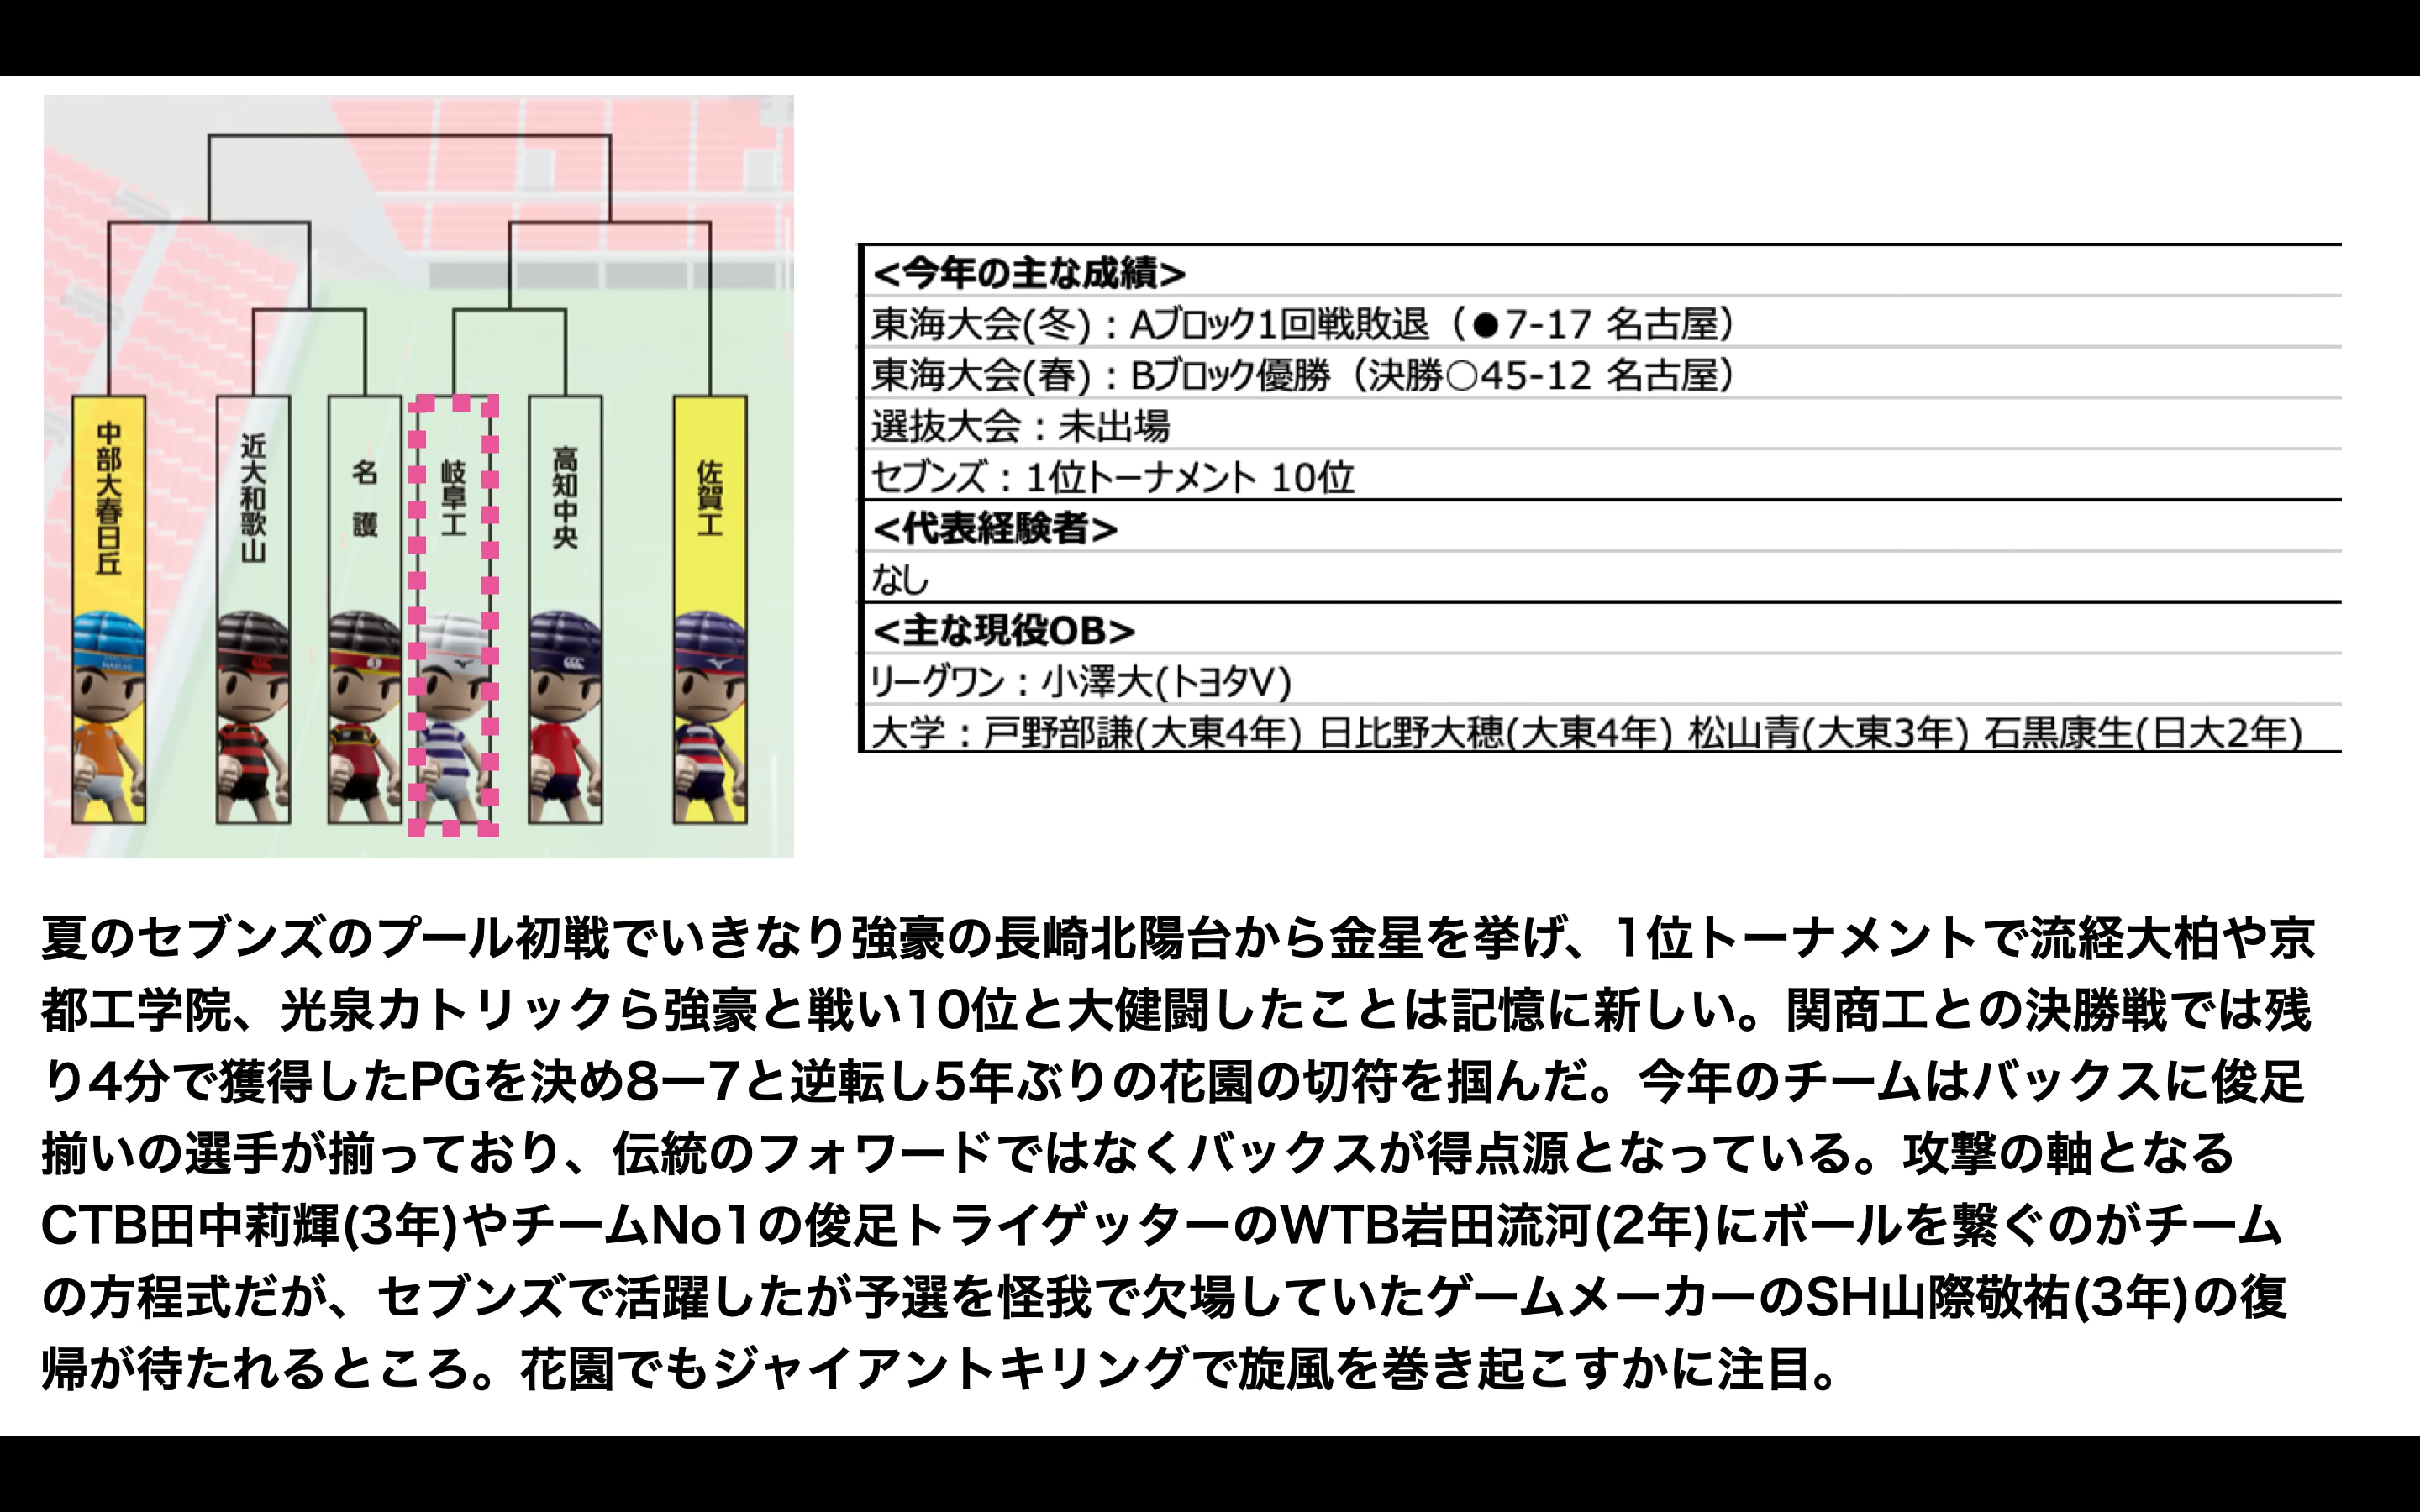 中部大春日丘
近大和歌山
名護
岐阜工
高知中央
佐賀工
<今年の主な成績>
東海大会(冬)：Aブロック1回戦敗退（●7-17 名古屋）
東海大会(春)：Bブロック優勝（決勝○45-12 名古屋）
選抜大会：未出場
セブンズ：1位トーナメント 10位
<代表経験者>
なし
<主な現役OB>
リーグワン：小澤大(トヨタV)
大学：戸野部謙(大東4年) 日比野大穂(大東4年) 松山青(大東3年) 石黒康生(日大2年)
夏のセブンズのプール初戦でいきなり強豪の長崎北陽台から金星を挙げ、1位トーナメントで流経大柏や京
都工学院、光泉カトリックら強豪と戦い10位と大健闘したことは記憶に新しい。関商工との決勝戦では残
り4分で獲得したPGを決め8ー7と逆転し5年ぶりの花園の切符を掴んだ。今年のチームはバックスに俊足
揃いの選手が揃っており、伝統のフォワードではなくバックスが得点源となっている。攻撃の軸となる
CTB田中莉輝(3年)やチームNo1の俊足トライゲッターのWTB岩田流河(2年)にボールを繋ぐのがチーム
の方程式だが、セブンズで活躍したが予選を怪我で欠場していたゲームメーカーのSH山際敬祐(3年)の復
帰が待たれるところ。花園でもジャイアントキリングで旋風を巻き起こすかに注目。